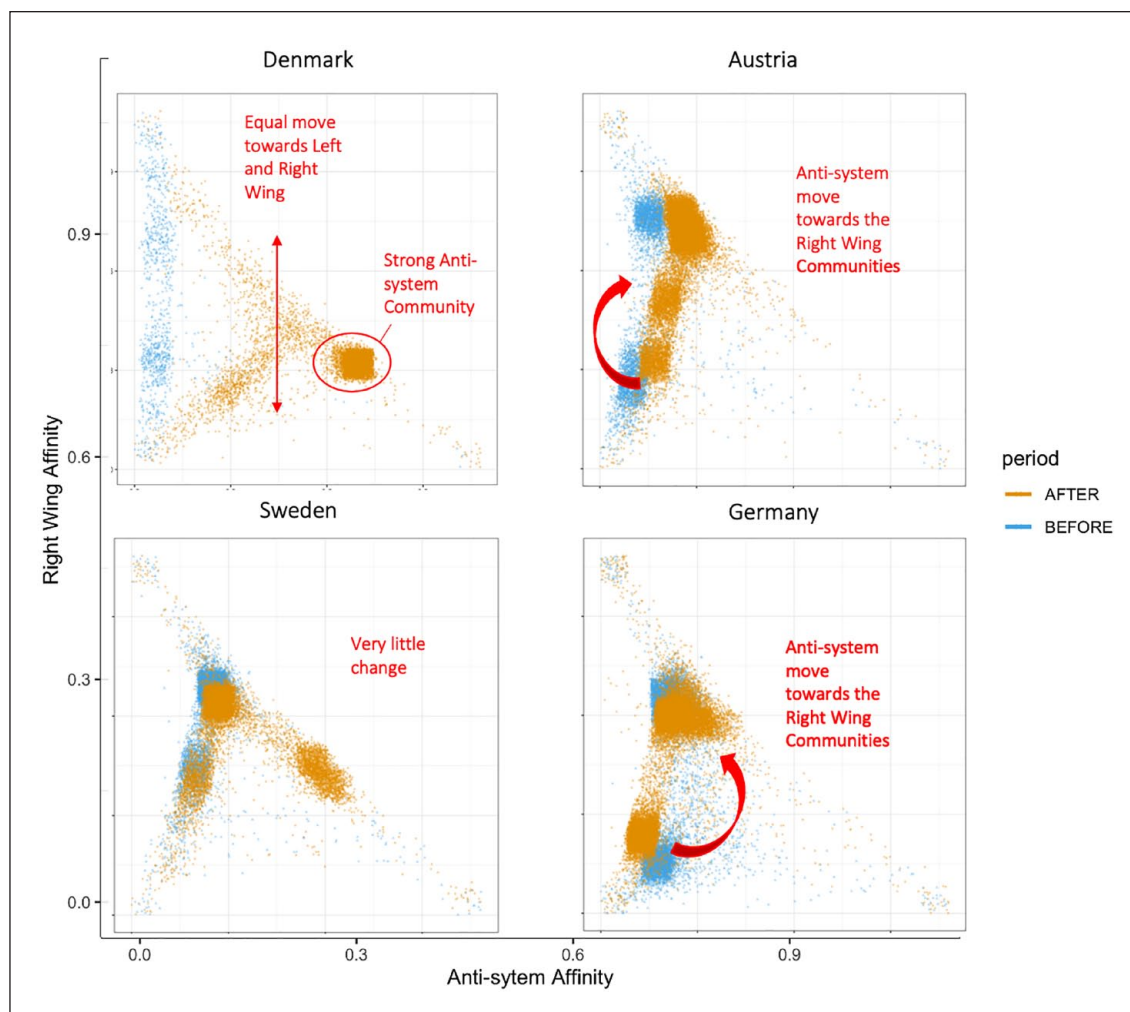 Denmark
Austria
Equal move
towards Left
and Right
Wing
Strong Anti-
system
Community
Anti-system
move
towards the
Right Wing
Communities
0.9
0.6
Right Wing Affinity
period
AFTER
BEFORE
Sweden
Germany
Very little
change
Anti-system
move
towards the
Right Wing
Communities
0.3
0.0
0.0
0.3
0.6
0.9
Anti-sytem Affinity